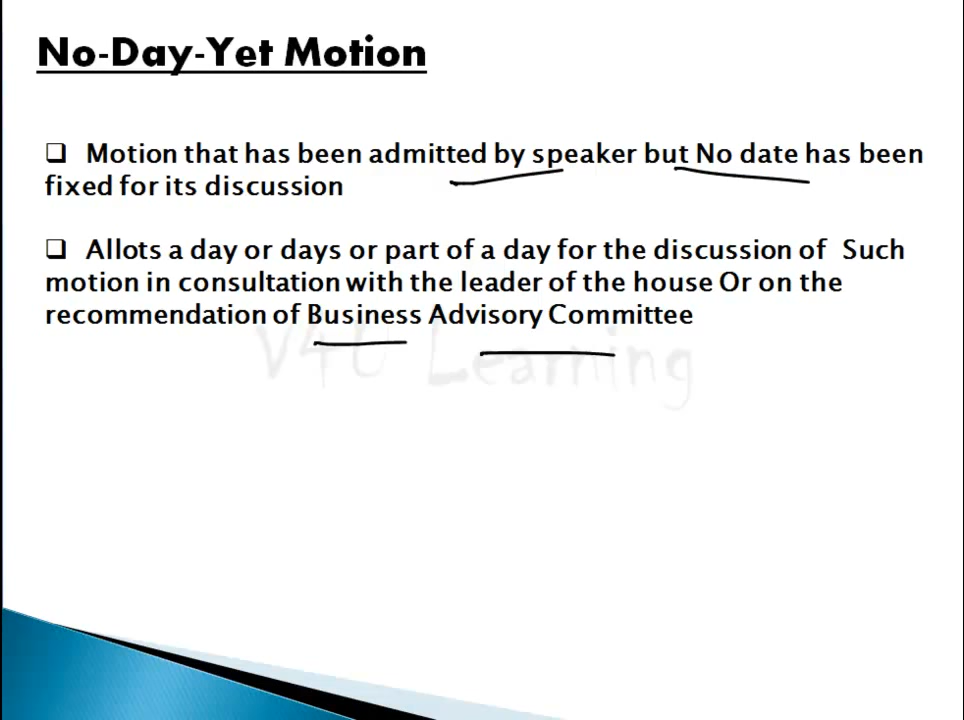 No-Day-Yet Motion
❑ Motion that has been admitted by speaker but No date has been
fixed for its discussion
❑ Allots a day or days or part of a day for the discussion of Such
motion in consultation with the leader of the house Or on the
recommendation of Business Advisory Committee
V4U Learning